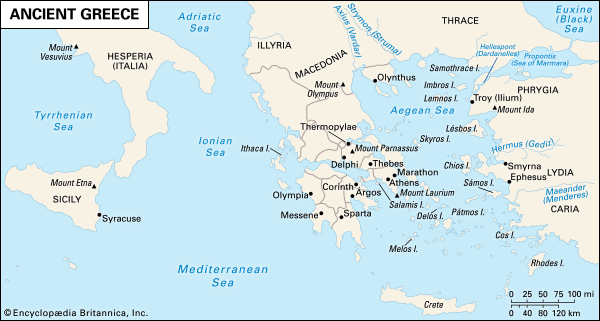 ANCIENT GREECE
Adriatic
Sea
THRACE
Euxine
(Black)
Sea
Strymon (Struma)
Axius (Vardar)
Mount
Vesuvius
HESPERIA
(ITALIA)
ILLYRIA
MACEDONIA
Hellespont
(Dardanelles)
Propontis
(Sea of Marmara)
Samothrace I.
Olynthus
Mount
Olympus
Imbros I.
PHRYGIA
Lemnos I.
Troy (Ilium)
Aegean Sea
Mount Ida
Tyrrhenian
Sea
Thermopylae
Lésbos I.
Skyros I.
Ionian
Sea
Ithaca I.
Mount Parnassus
Hermus (Gediz)
Delphi
Thebes
Chios I.
Smyrna
Marathon
LYDIA
Mount Etna
Corinth
Athens
Sámos I.
Ephesus
SICILY
Olympia
Argos
Mount Laurium
Maeander
(Menderes)
Salamis I.
Pátmos I.
CARIA
Syracuse
Messene
Sparta
Delos I.
Cos I.
Melos I.
Mediterranean
Sea
Rhodes I.
Crete
0 25 50 75 100 mi
0 40 80 120 km
© Encyclopædia Britannica, Inc.